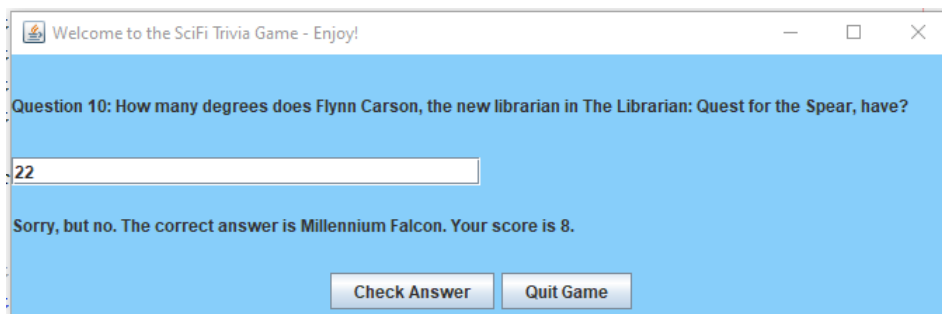 Welcome to the SciFi Trivia Game - Enjoy!
Question 10: How many degrees does Flynn Carson, the new librarian in The Librarian: Quest for the Spear, have?
22
Sorry, but no. The correct answer is Millennium Falcon. Your score is 8.
Check Answer Quit Game